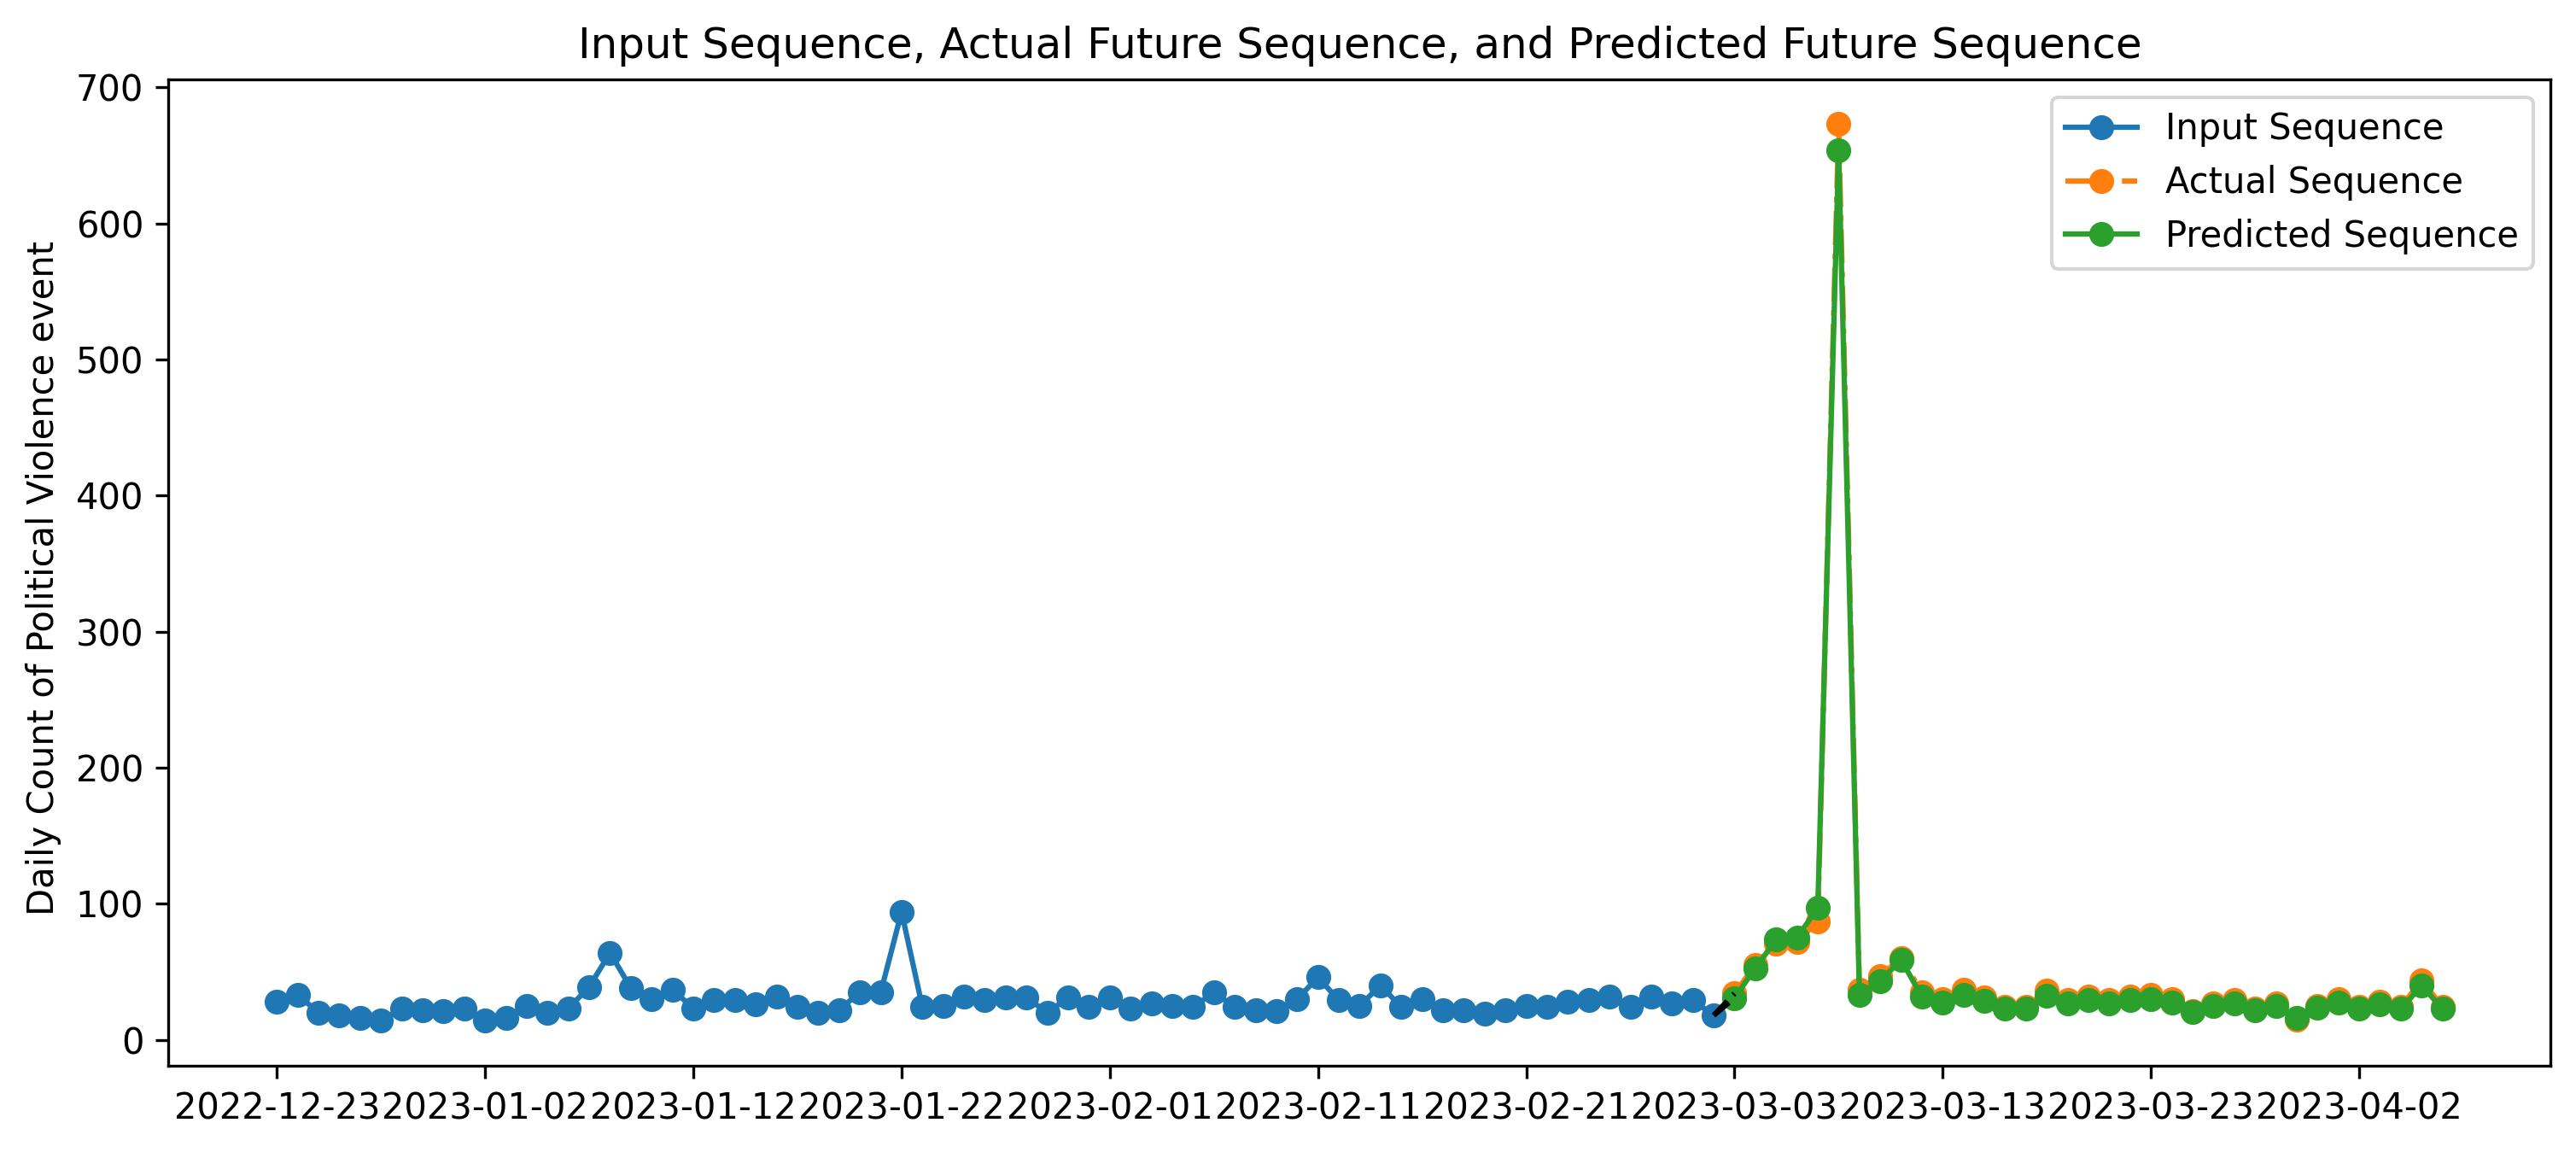 Input Sequence, Actual Future Sequence, and Predicted Future Sequence
Daily Count of Political Violence event
700
600
500
400
300
200
100
0
Input Sequence
Actual Sequence
Predicted Sequence
2022-12-23 2023-01-02 2023-01-12 2023-01-22 2023-02-01 2023-02-11 2023-02-21 2023-03-03 2023-03-13 2023-03-23 2023-04-02